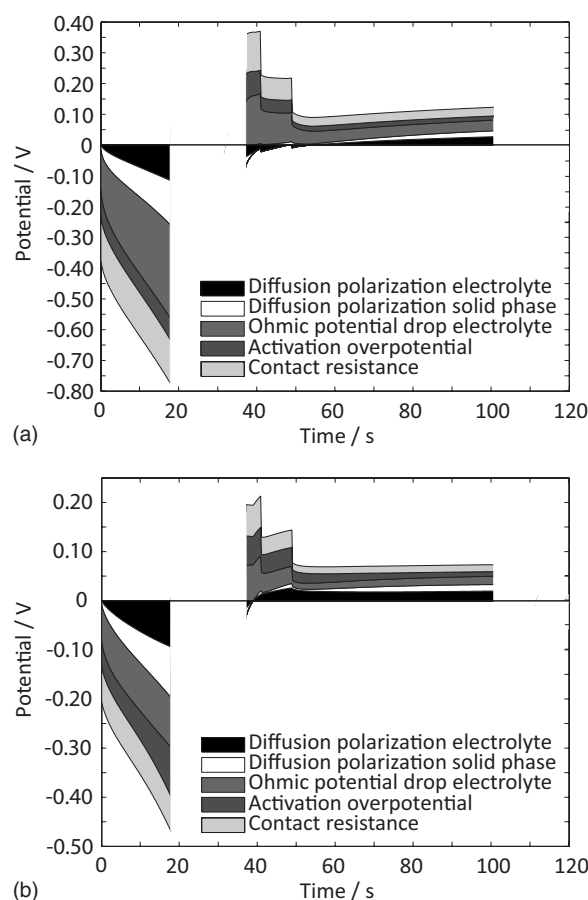 0.40
0.30
0.20
0.10
0
-0.10
-0.20
-0.30
-0.40
-0.50
-0.60
-0.70
-0.80
Potential / V
Diffusion polarization electrolyte
Diffusion polarization solid phase
Ohmic potential drop electrolyte
Activation overpotential
Contact resistance
0 20 40 60 80 100 120
Time / s
(a)
0.20
0.10
0
-0.10
-0.20
-0.30
-0.40
-0.50
Potential / V
Diffusion polarization electrolyte
Diffusion polarization solid phase
Ohmic potential drop electrolyte
Activation overpotential
Contact resistance
0 20 40 60 80 100 120
Time / s
(b)